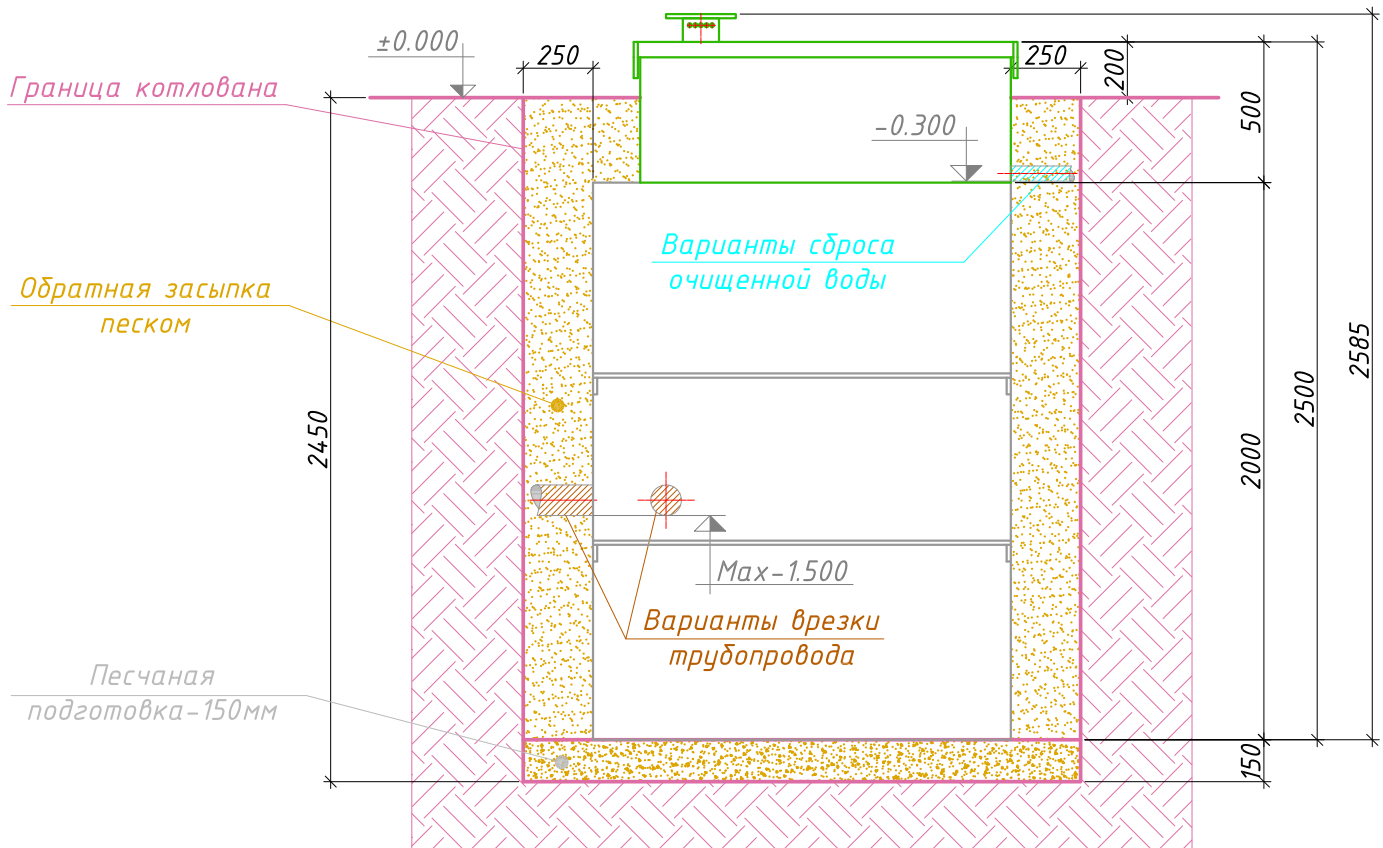 ±0.000
250
250
200
Граница котлована
500
-0.300
Варианты сброса
очищенной воды
Обратная засыпка
песком
2585
2500
2450
2000
Max-1.500
Варианты врезки
трубопровода
Песчаная
подготовка-150мм
150